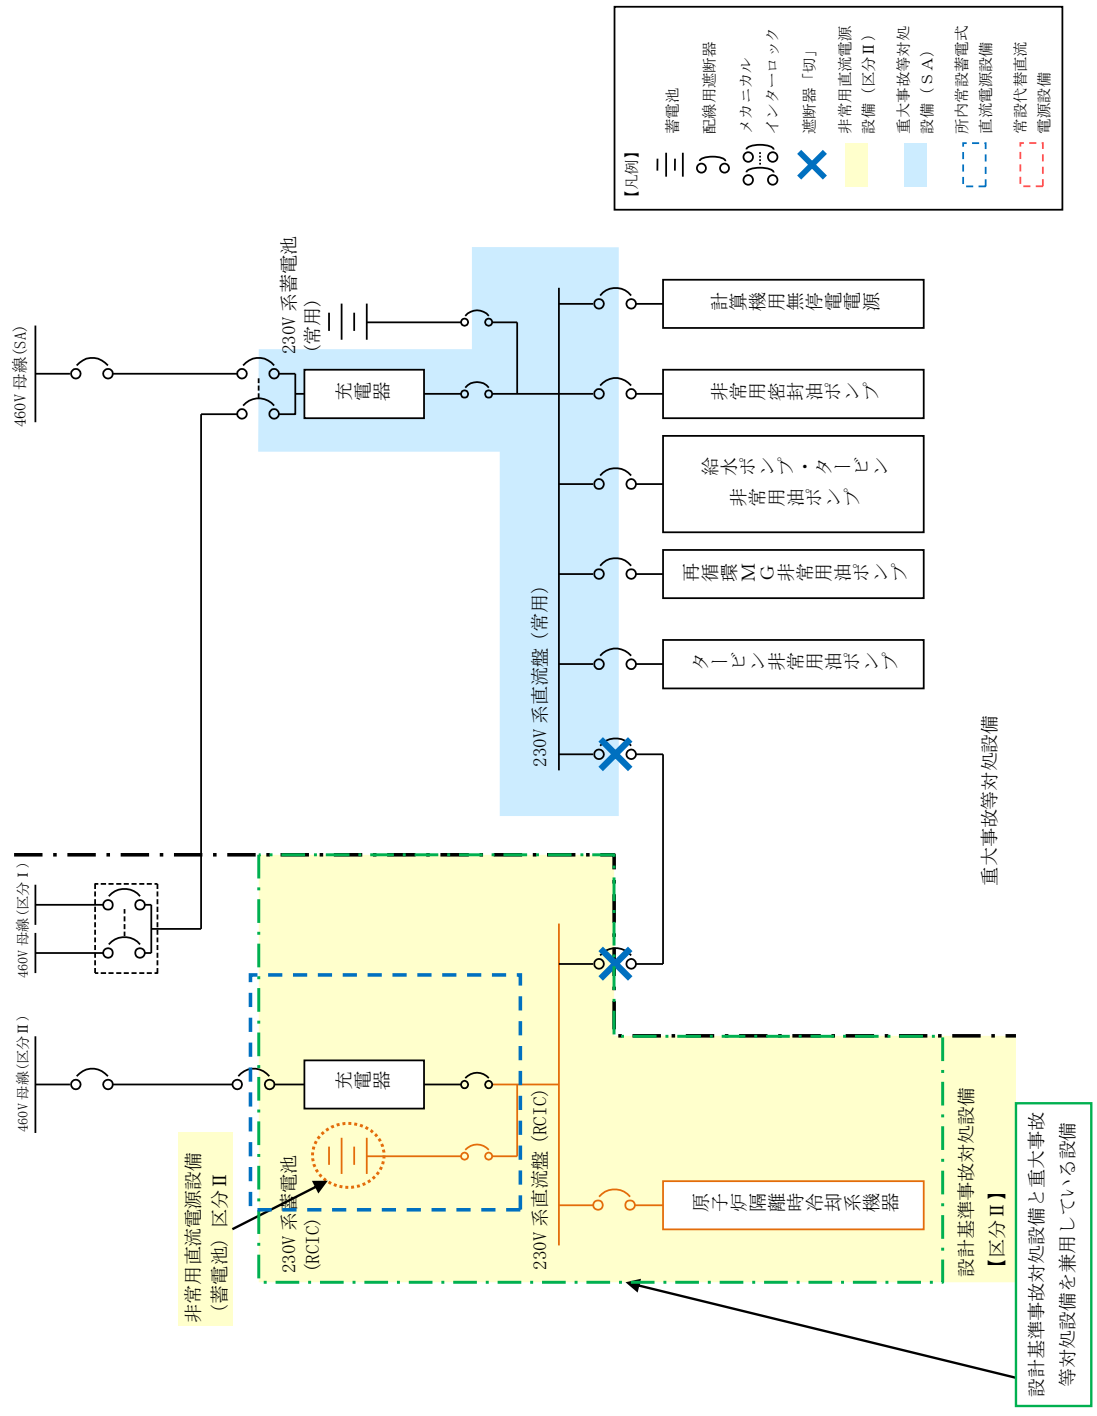 460V 母線(区分Ⅱ)
460V 母線(区分Ⅰ)
460V 母線(SA)
非常用直流電源設備
(蓄電池) 区分Ⅱ
230V 系蓄電池
(RCIC)
充電器
230V 系蓄電池
(常用)
充電器
230V 系直流盤 (RCIC)
230V 系直流盤 (常用)
原子炉隔離時冷却系機器
タービン非常用油ポンプ
再循環MG非常用油ポンプ
給水ポンプ・タービン
非常用油ポンプ
非常用密封油ポンプ
計算機用無停電電源
設計基準事故対処設備
【区分Ⅱ】
重大事故等対処設備
設計基準事故対処設備と重大事故
等対処設備を兼用している設備
【凡例】
蓄電池
配線用遮断器
メカニカル
インターロック
遮断器「切」
非常用直流電源
設備（区分Ⅱ）
重大事故等対処
設備（ＳＡ）
所内常設蓄電式
直流電源設備
常設代替直流
電源設備